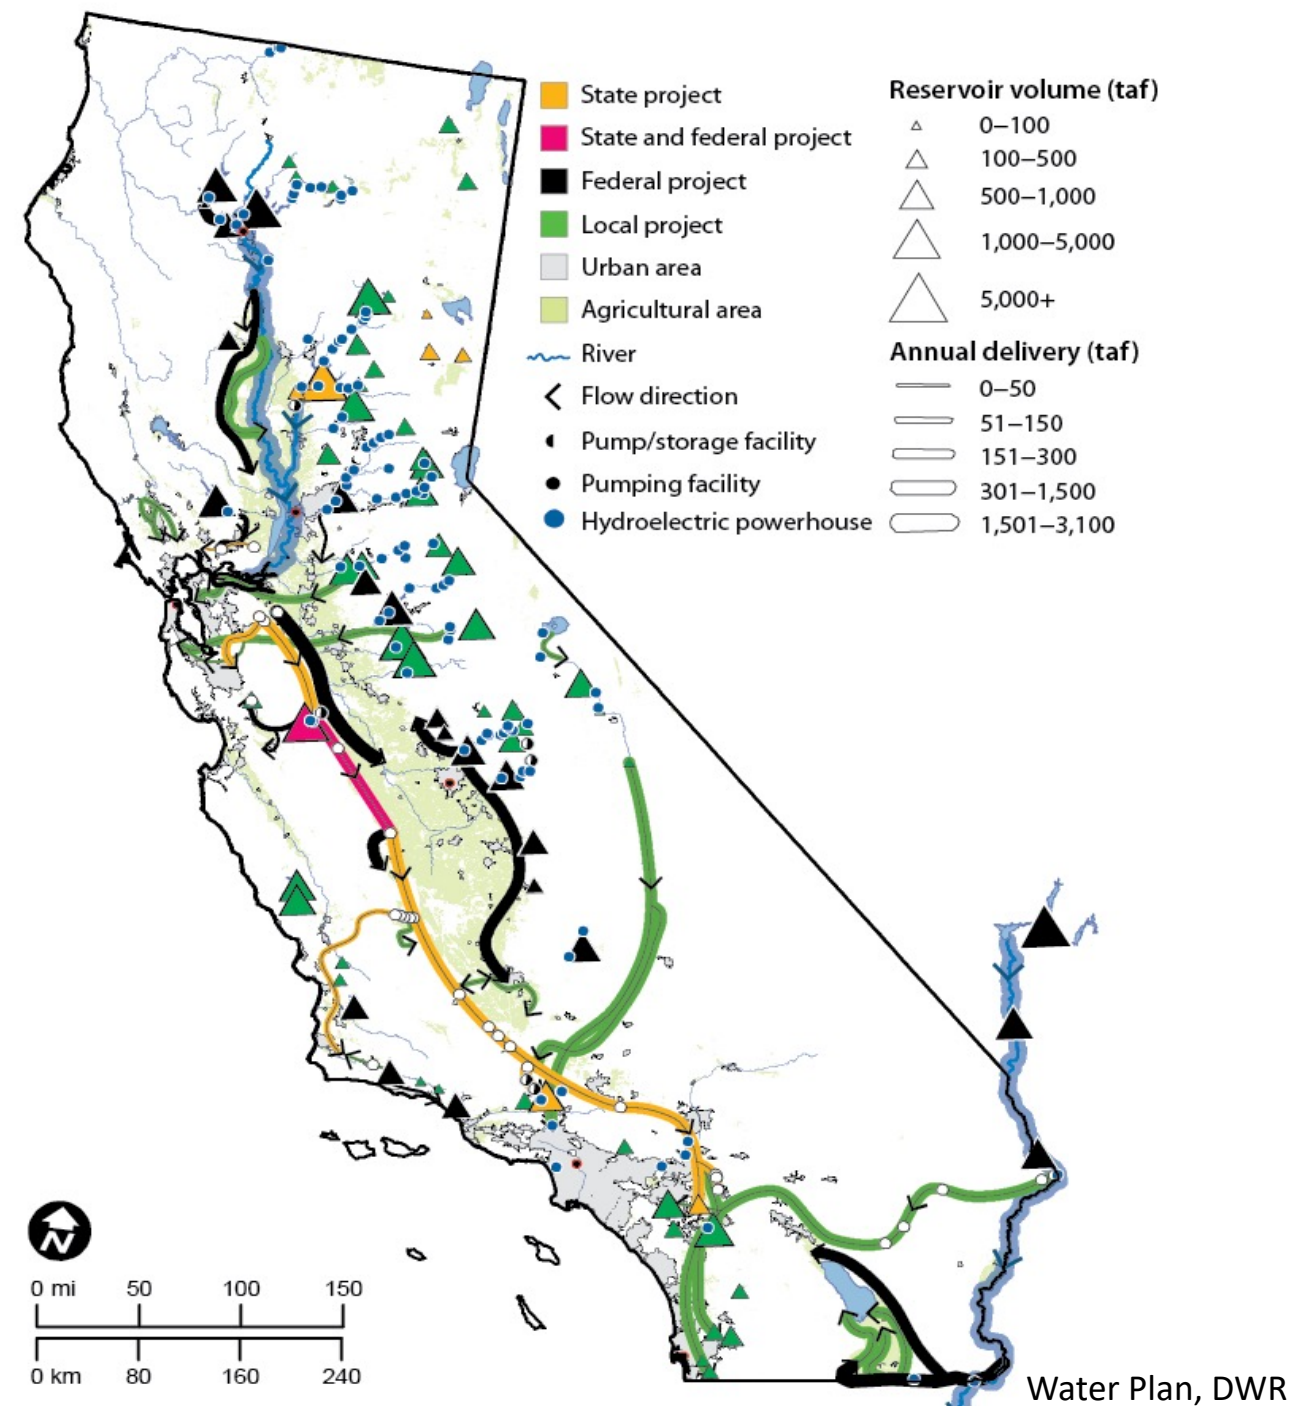 State project
State and federal project
Federal project
Local project
Urban area
Agricultural area
River
Flow direction
Pump/storage facility
Pumping facility
Hydroelectric powerhouse
Reservoir volume (taf)
0–100
100–500
500–1,000
1,000–5,000
5,000+
Annual delivery (taf)
0–50
51–150
151–300
301–1,500
1,501–3,100
N
0 mi 50 100 150
0 km 80 160 240
Water Plan, DWR